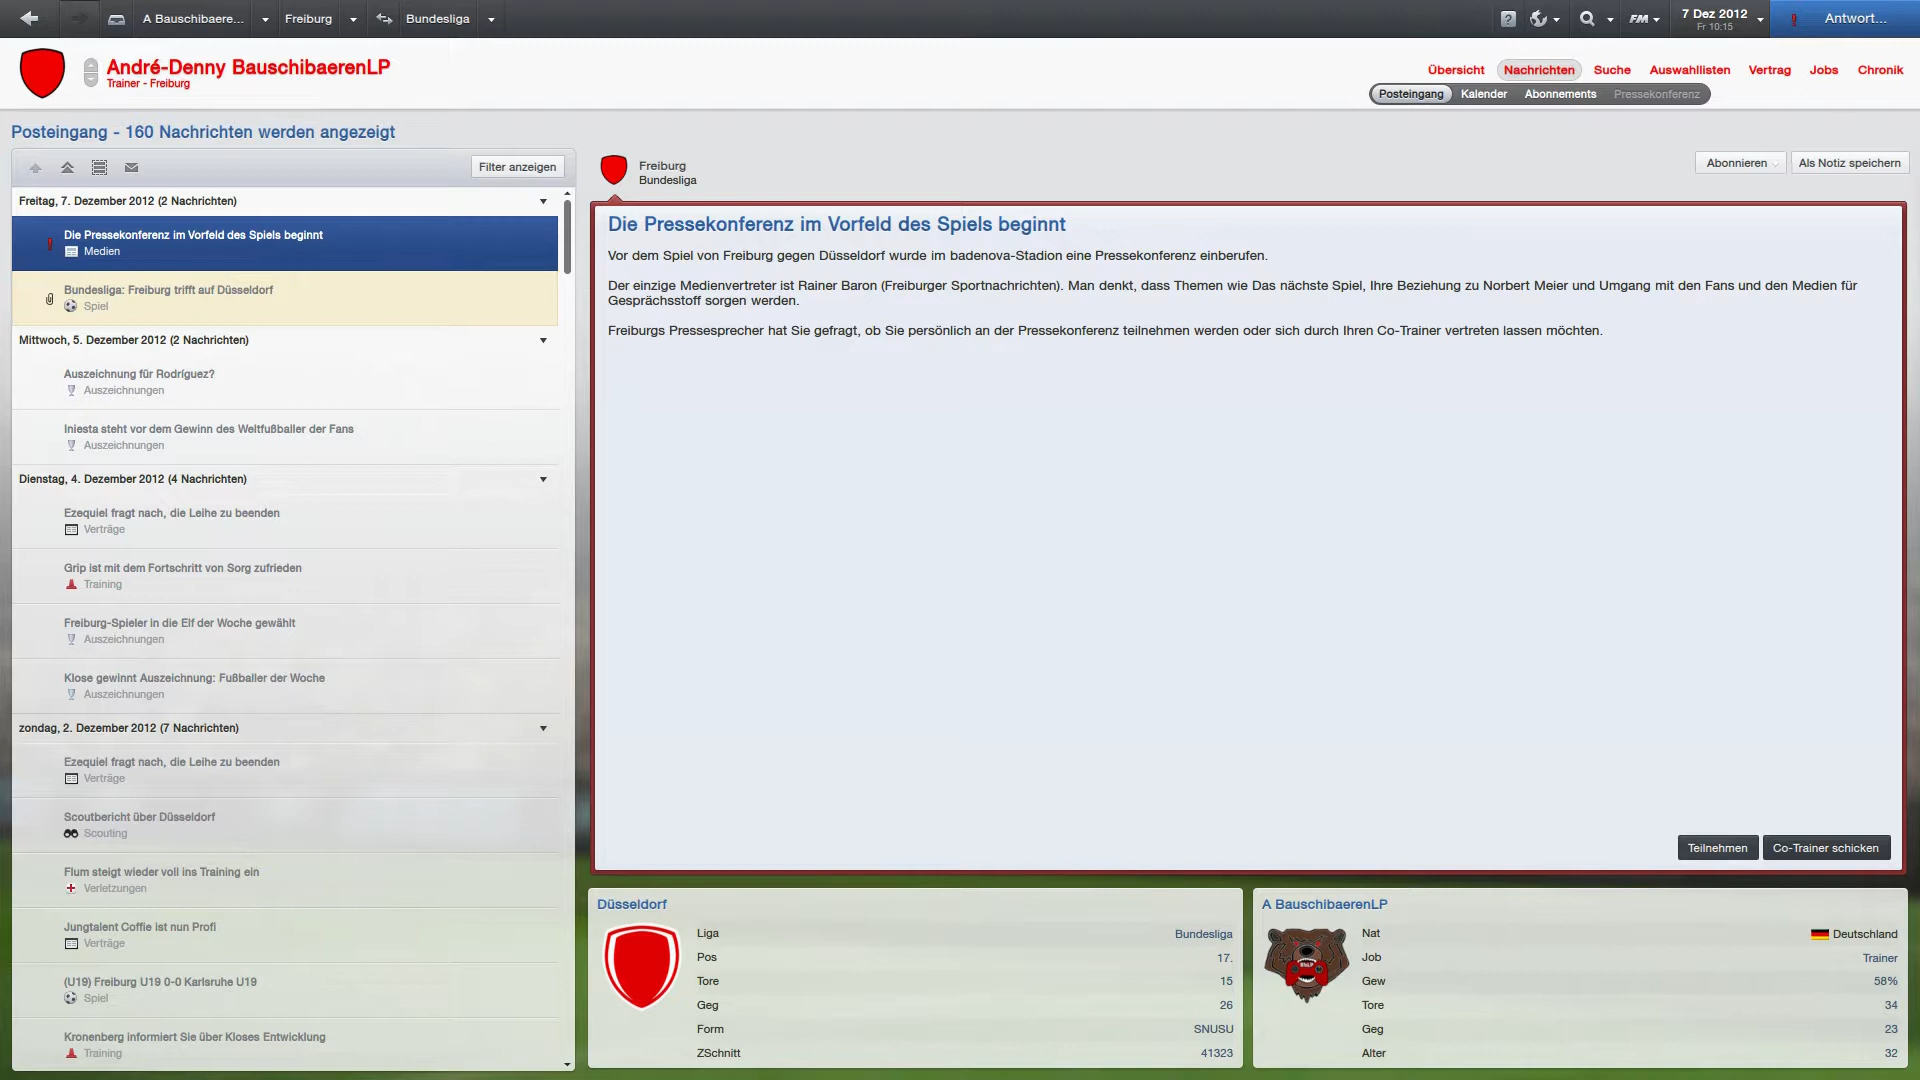 A Bauschibaere...
Freiburg
Bundesliga
FM
7 Dez 2012
Fr 10:15
Antwort...
André-Denny BauschibaerenLP
Trainer - Freiburg
Übersicht Nachrichten Suche Auswahllisten Vertrag Jobs Chronik
Posteingang Kalender Abonnements Pressekonferenz
Posteingang - 160 Nachrichten werden angezeigt
Filter anzeigen
Freitag, 7. Dezember 2012 (2 Nachrichten)
Die Pressekonferenz im Vorfeld des Spiels beginnt
Medien
Bundesliga: Freiburg trifft auf Düsseldorf
Spiel
Mittwoch, 5. Dezember 2012 (2 Nachrichten)
Auszeichnung für Rodríguez?
Auszeichnungen
Iniesta steht vor dem Gewinn des Weltfußballer der Fans
Auszeichnungen
Dienstag, 4. Dezember 2012 (4 Nachrichten)
Ezequiel fragt nach, die Leihe zu beenden
Verträge
Grip ist mit dem Fortschritt von Sorg zufrieden
Training
Freiburg-Spieler in die Elf der Woche gewählt
Auszeichnungen
Klose gewinnt Auszeichnung: Fußballer der Woche
Auszeichnungen
zondag, 2. Dezember 2012 (7 Nachrichten)
Ezequiel fragt nach, die Leihe zu beenden
Verträge
Scoutbericht über Düsseldorf
Scouting
Flum steigt wieder voll ins Training ein
Verletzungen
Jungtalent Coffie ist nun Profi
Verträge
(U19) Freiburg U19 0-0 Karlsruhe U19
Spiel
Kronenberg informiert Sie über Kloses Entwicklung
Training
Freiburg
Bundesliga
Abonnieren
Als Notiz speichern
Die Pressekonferenz im Vorfeld des Spiels beginnt
Vor dem Spiel von Freiburg gegen Düsseldorf wurde im badenova-Stadion eine Pressekonferenz einberufen.
Der einzige Medienvertreter ist Rainer Baron (Freiburger Sportnachrichten). Man denkt, dass Themen wie Das nächste Spiel, Ihre Beziehung zu Norbert Meier und Umgang mit den Fans und den Medien für
Gesprächsstoff sorgen werden.
Freiburgs Pressesprecher hat Sie gefragt, ob Sie persönlich an der Pressekonferenz teilnehmen werden oder sich durch Ihren Co-Trainer vertreten lassen möchten.
Teilnehmen
Co-Trainer schicken
Düsseldorf
Liga Bundesliga
Pos 17.
Tore 15
Geg 26
Form SNUSU
ZSchnitt 41323
A BauschibaerenLP
Nat Deutschland
Job Trainer
Gew 58%
Tore 34
Geg 23
Alter 32